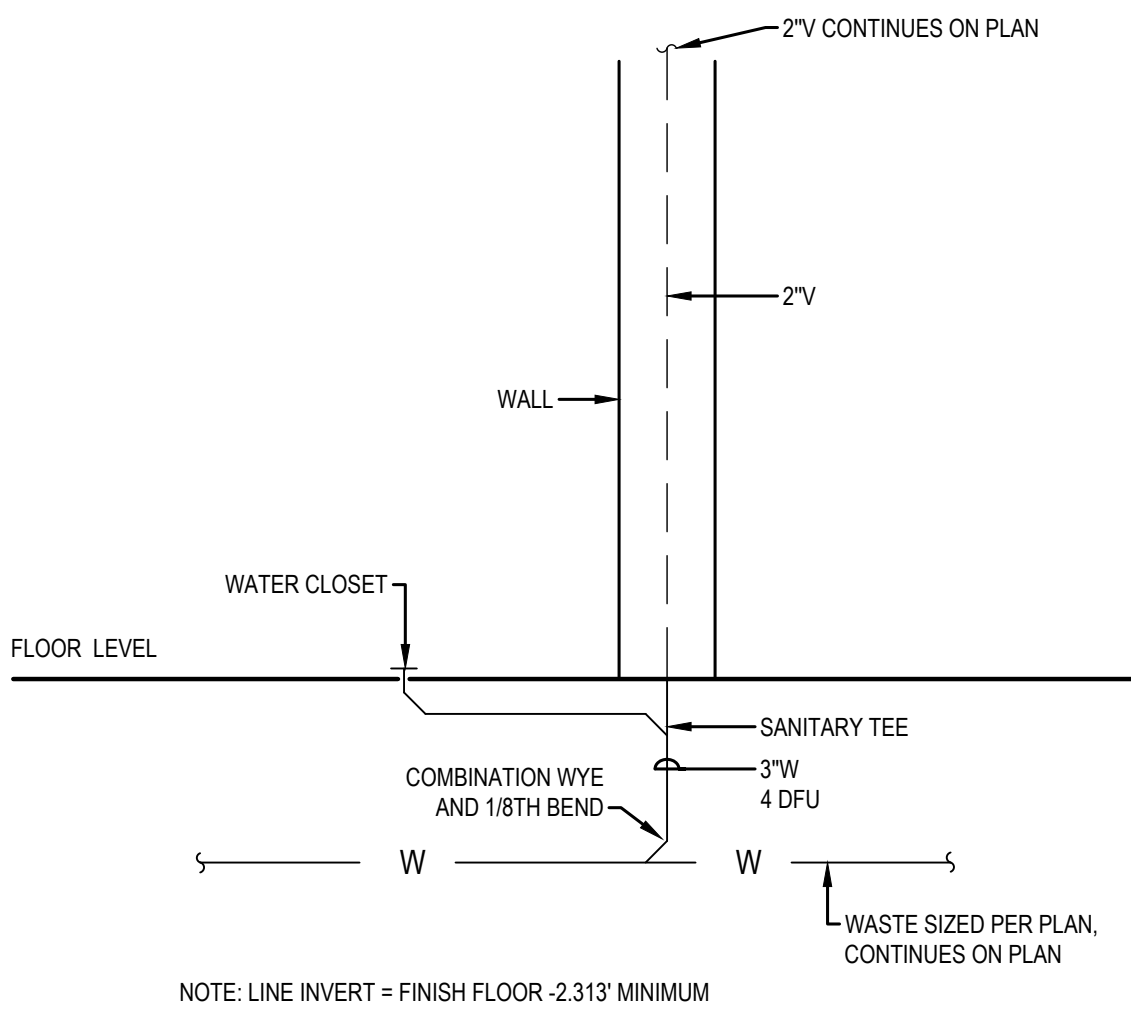 2"V CONTINUES ON PLAN
2"V
WALL
WATER CLOSET
FLOOR LEVEL
SANITARY TEE
3"W
4 DFU
COMBINATION WYE
AND 1/8TH BEND
W
W
WASTE SIZED PER PLAN,
CONTINUES ON PLAN
NOTE: LINE INVERT = FINISH FLOOR -2.313' MINIMUM